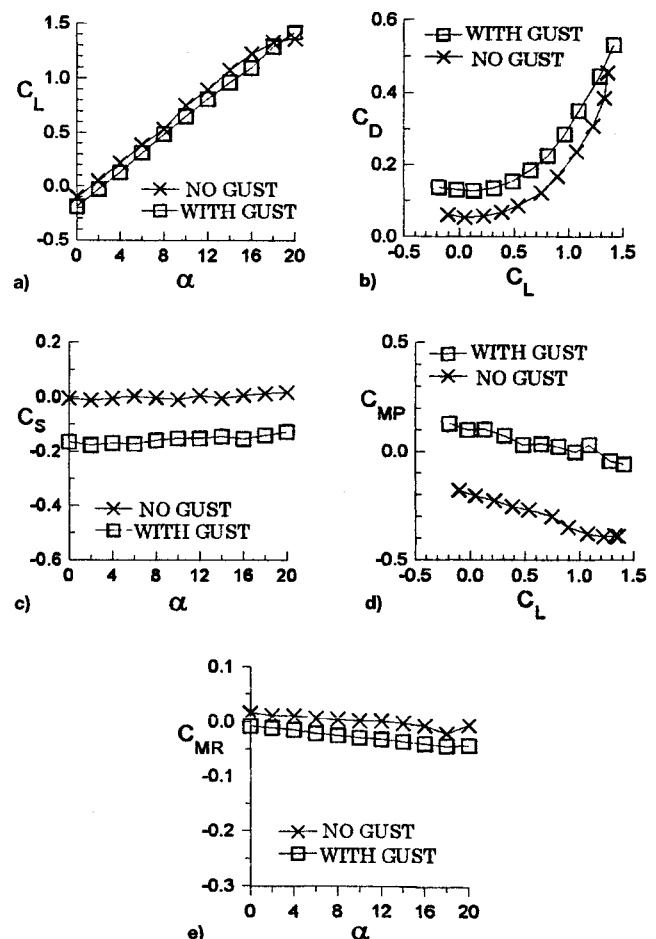 1.5
1.0
C_L
0.5
0.0
-0.5
NO GUST
WITH GUST
0 4 8 12 16 20
a) α
0.6
WITH GUST
NO GUST
0.4
C_D
0.2
0.0
-0.5 0.0 0.5 1.0 1.5
b) C_L
0.2
0.0
C_S
-0.2
-0.4
-0.6
NO GUST
WITH GUST
0 4 8 12 16 20
c) α
0.5
WITH GUST
NO GUST
C_MP
0.0
-0.5
-0.5 0.0 0.5 1.0 1.5
d) C_L
0.1
0.0
C_MR
-0.1
-0.2
-0.3
NO GUST
WITH GUST
0 4 8 12 16 20
e) α